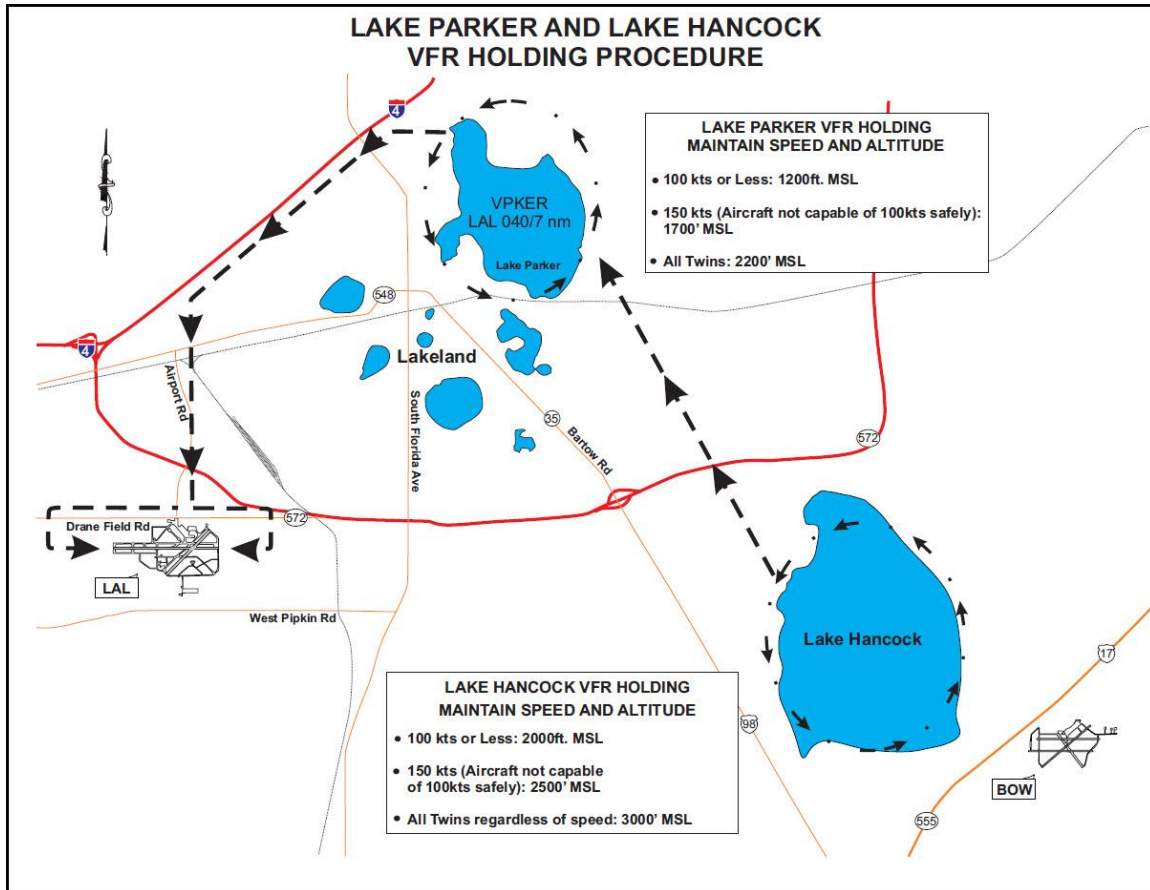 LAKE PARKER AND LAKE HANCOCK
VFR HOLDING PROCEDURE
4
LAKE PARKER VFR HOLDING
MAINTAIN SPEED AND ALTITUDE
• 100 kts or Less: 1200ft. MSL
• 150 kts (Aircraft not capable of 100kts safely):
1700' MSL
• All Twins: 2200' MSL
VPKER
LAL 040/7 nm
Lake Parker
548
4
Lakeland
Airport Rd
South Florida Ave
35
Bartow Rd
572
Drane Field Rd
572
LAL
West Pipkin Rd
Lake Hancock
17
LAKE HANCOCK VFR HOLDING
MAINTAIN SPEED AND ALTITUDE
• 100 kts or Less: 2000ft. MSL
• 150 kts (Aircraft not capable
of 100kts safely): 2500' MSL
• All Twins regardless of speed: 3000' MSL
98
BOW
555